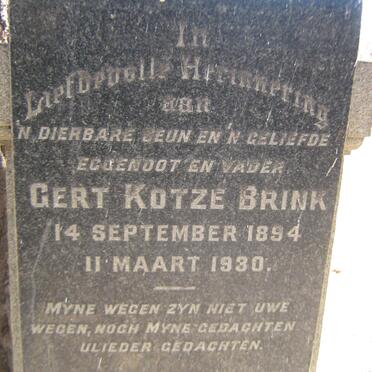 In
Liefdevolle Herinnering
aan
'N DIERBARE SEUN EN 'N GELIEFDE
EGGENOOT EN VADER
GERT KOTZE BRINK
14 SEPTEMBER 1894
11 MAART 1930.
MYNE WEGEN ZYN NIET UWE
WEGEN, NOCH MYNE GEDACHTEN
ULIEDER GEDACHTEN.